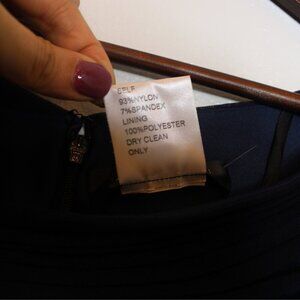 SELF
93%NYLON
7%SPANDEX
LINING
100%POLYESTER
DRY CLEAN
ONLY